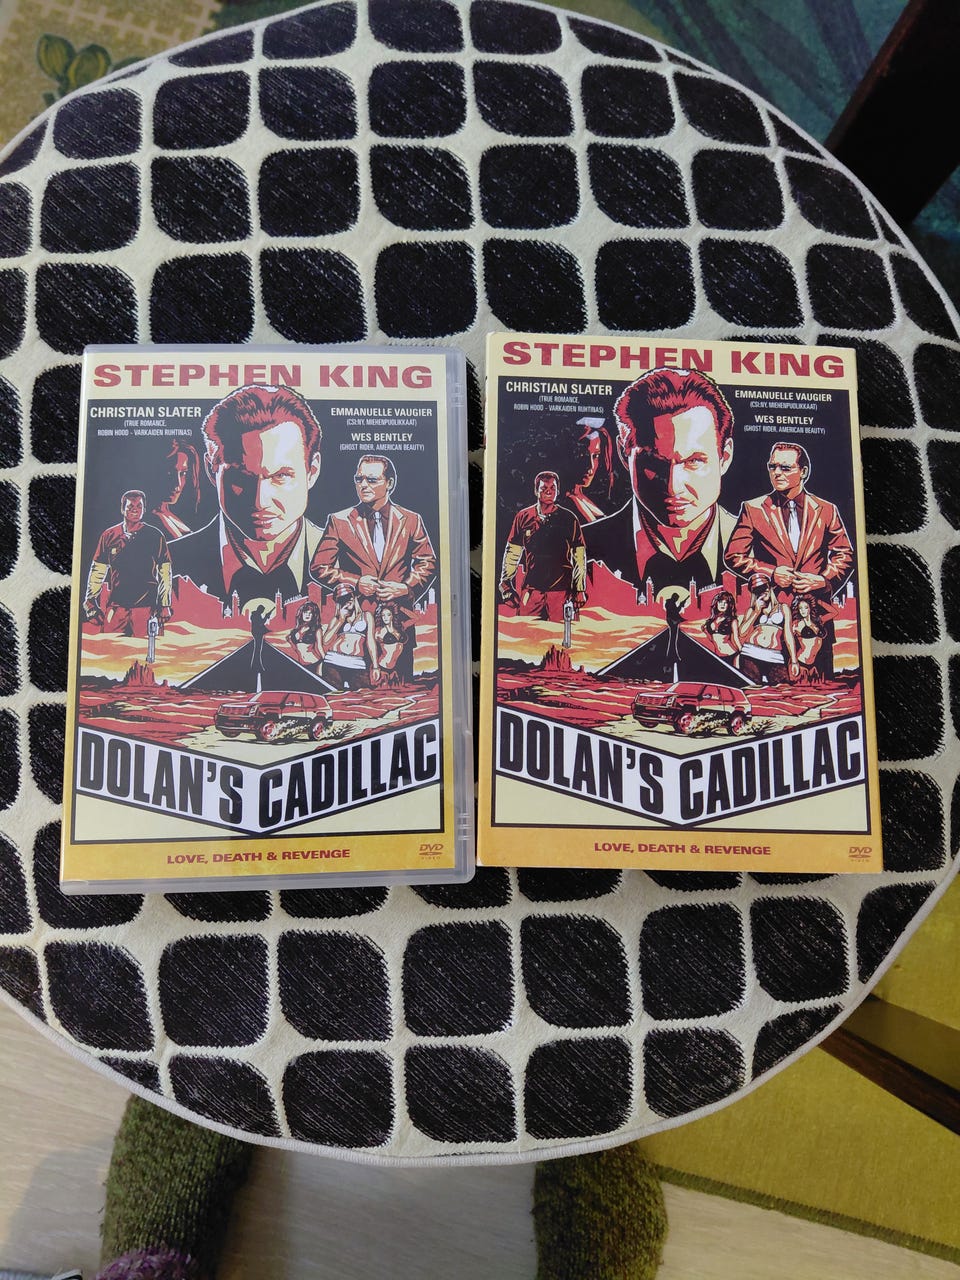 STEPHEN KING
CHRISTIAN SLATER
(TRUE ROMANCE,
ROBIN HOOD - VARKAIDEN RUHTINAS)
EMMANUELLE VAUGIER
(CSI:NY, MIEHENPUOLIKKAAT)
WES BENTLEY
(GHOST RIDER, AMERICAN BEAUTY)
DOLAN'S CADILLAC
LOVE, DEATH & REVENGE
DVD
VIDEO
STEPHEN KING
CHRISTIAN SLATER
(TRUE ROMANCE,
ROBIN HOOD - VARKAIDEN RUHTINAS)
EMMANUELLE VAUGIER
(CSI:NY, MIEHENPUOLIKKAAT)
WES BENTLEY
(GHOST RIDER, AMERICAN BEAUTY)
DOLAN'S CADILLAC
LOVE, DEATH & REVENGE
DVD
VIDEO